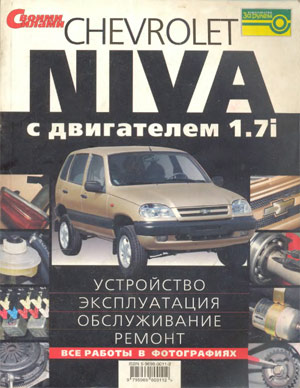 Своими
силами
CHEVROLET
NIVA
с двигателем 1.7i
УСТРОЙСТВО
ЭКСПЛУАТАЦИЯ
ОБСЛУЖИВАНИЕ
РЕМОНТ
ВСЕ РАБОТЫ В ФОТОГРАФИЯХ